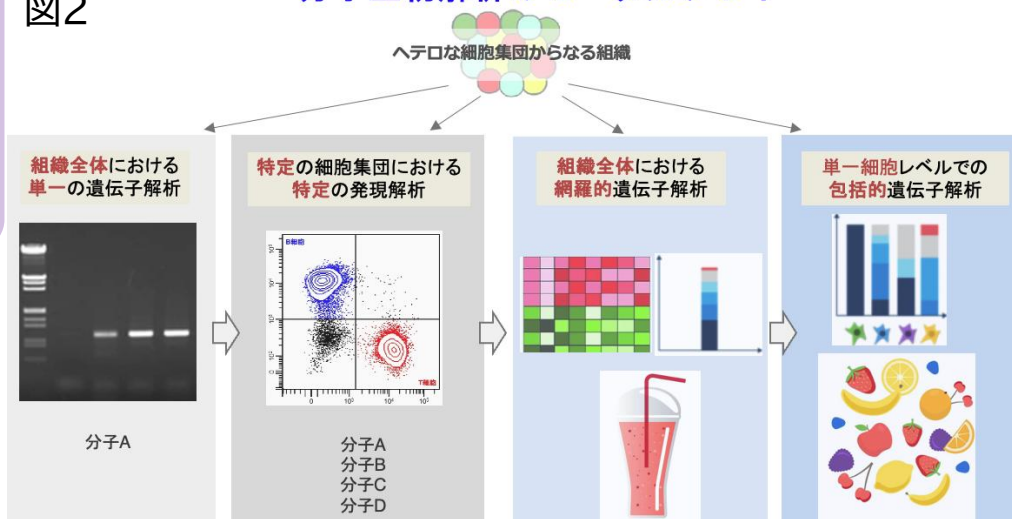 図2
ヘテロな細胞集団からなる組織
組織全体における
単一の遺伝子解析
分子A
特定の細胞集団における
特定の発現解析
B細胞
T細胞
0
分子A
分子B
分子C
分子D
組織全体における
網羅的遺伝子解析
単一細胞レベルでの
包括的遺伝子解析